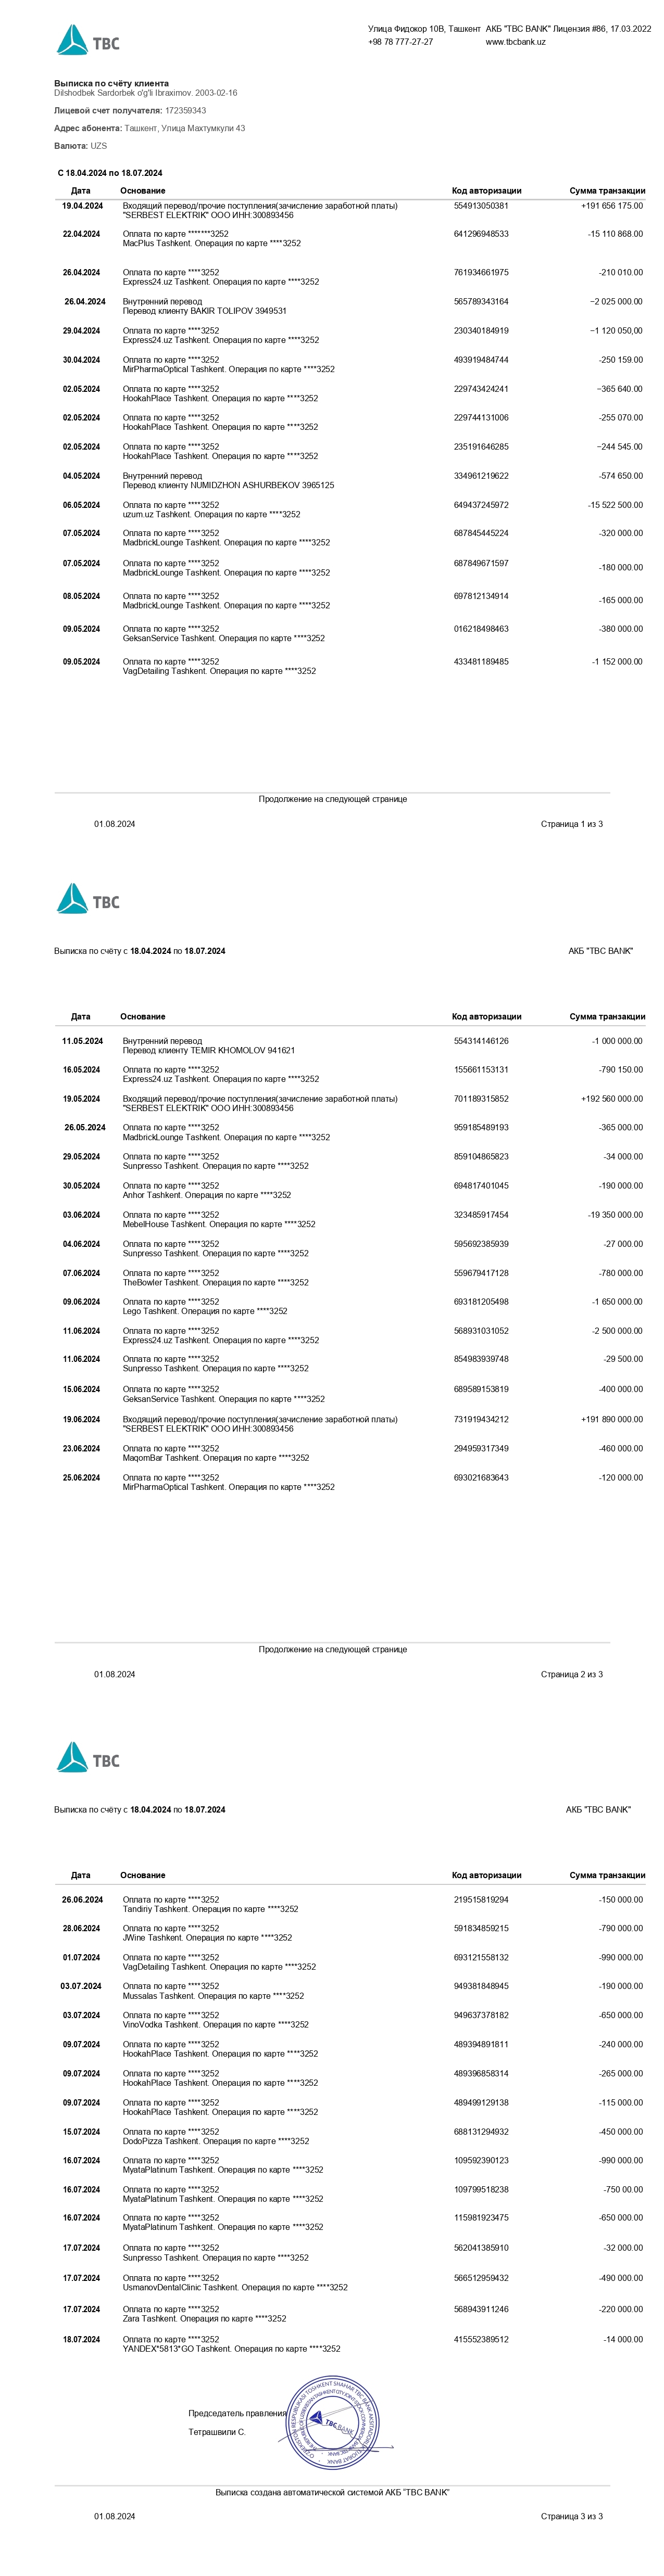 TBC
Улица Фидокор 10В, Ташкент АКБ "TBC BANK" Лицензия #86, 17.03.2022
+98 78 777-27-27 www.tbcbank.uz
Выписка по счёту клиента
Dilshodbek Sardorbek o'g'li Ibraximov. 2003-02-16
Лицевой счет получателя: 172359343
Адрес абонента: Ташкент, Улица Махтумкули 43
Валюта: UZS
С 18.04.2024 по 18.07.2024
Дата Основание Код авторизации Сумма транзакции
19.04.2024 Входящий перевод/прочие поступления(зачисление заработной платы) 554913050381 +191 656 175.00
"SERBEST ELEKTRIK" ООО ИНН:300893456
22.04.2024 Оплата по карте *******3252 641296948533 -15 110 868.00
MacPlus Tashkent. Операция по карте ****3252
26.04.2024 Оплата по карте ****3252 761934661975 -210 010.00
Express24.uz Tashkent. Операция по карте ****3252
26.04.2024 Внутренний перевод 565789343164 −2 025 000.00
Перевод клиенту BAKIR TOLIPOV 3949531
29.04.2024 Оплата по карте ****3252 230340184919 −1 120 050,00
Express24.uz Tashkent. Операция по карте ****3252
30.04.2024 Оплата по карте ****3252 493919484744 -250 159.00
MirPharmaOptical Tashkent. Операция по карте ****3252
02.05.2024 Оплата по карте ****3252 229743424241 −365 640.00
HookahPlace Tashkent. Операция по карте ****3252
02.05.2024 Оплата по карте ****3252 229744131006 -255 070.00
HookahPlace Tashkent. Операция по карте ****3252
02.05.2024 Оплата по карте ****3252 235191646285 −244 545.00
HookahPlace Tashkent. Операция по карте ****3252
04.05.2024 Внутренний перевод 334961219622 -574 650.00
Перевод клиенту NUMIDZHON ASHURBEKOV 3965125
06.05.2024 Оплата по карте ****3252 649437245972 -15 522 500.00
uzum.uz Tashkent. Операция по карте ****3252
07.05.2024 Оплата по карте ****3252 687845445224 -320 000.00
MadbrickLounge Tashkent. Операция по карте ****3252
07.05.2024 Оплата по карте ****3252 687849671597 -180 000.00
MadbrickLounge Tashkent. Операция по карте ****3252
08.05.2024 Оплата по карте ****3252 697812134914 -165 000.00
MadbrickLounge Tashkent. Операция по карте ****3252
09.05.2024 Оплата по карте ****3252 016218498463 -380 000.00
GeksanService Tashkent. Операция по карте ****3252
09.05.2024 Оплата по карте ****3252 433481189485 -1 152 000.00
VagDetailing Tashkent. Операция по карте ****3252
Продолжение на следующей странице
01.08.2024 Страница 1 из 3
TBC
Выписка по счёту с 18.04.2024 по 18.07.2024 АКБ "TBC BANK"
Дата Основание Код авторизации Сумма транзакции
11.05.2024 Внутренний перевод 554314146126 -1 000 000.00
Перевод клиенту TEMIR KHOMOLOV 941621
16.05.2024 Оплата по карте ****3252 155661153131 -790 150.00
Express24.uz Tashkent. Операция по карте ****3252
19.05.2024 Входящий перевод/прочие поступления(зачисление заработной платы) 701189315852 +192 560 000.00
"SERBEST ELEKTRIK" ООО ИНН:300893456
26.05.2024 Оплата по карте ****3252 959185489193 -365 000.00
MadbrickLounge Tashkent. Операция по карте ****3252
29.05.2024 Оплата по карте ****3252 859104865823 -34 000.00
Sunpresso Tashkent. Операция по карте ****3252
30.05.2024 Оплата по карте ****3252 694817401045 -190 000.00
Anhor Tashkent. Операция по карте ****3252
03.06.2024 Оплата по карте ****3252 323485917454 -19 350 000.00
MebelHouse Tashkent. Операция по карте ****3252
04.06.2024 Оплата по карте ****3252 595692385939 -27 000.00
Sunpresso Tashkent. Операция по карте ****3252
07.06.2024 Оплата по карте ****3252 559679417128 -780 000.00
TheBowler Tashkent. Операция по карте ****3252
09.06.2024 Оплата по карте ****3252 693181205498 -1 650 000.00
Lego Tashkent. Операция по карте ****3252
11.06.2024 Оплата по карте ****3252 568931031052 -2 500 000.00
Express24.uz Tashkent. Операция по карте ****3252
11.06.2024 Оплата по карте ****3252 854983939748 -29 500.00
Sunpresso Tashkent. Операция по карте ****3252
15.06.2024 Оплата по карте ****3252 689589153819 -400 000.00
GeksanService Tashkent. Операция по карте ****3252
19.06.2024 Входящий перевод/прочие поступления(зачисление заработной платы) 731919434212 +191 890 000.00
"SERBEST ELEKTRIK" ООО ИНН:300893456
23.06.2024 Оплата по карте ****3252 294959317349 -460 000.00
MaqomBar Tashkent. Операция по карте ****3252
25.06.2024 Оплата по карте ****3252 693021683643 -120 000.00
MirPharmaOptical Tashkent. Операция по карте ****3252
Продолжение на следующей странице
01.08.2024 Страница 2 из 3
TBC
Выписка по счёту с 18.04.2024 по 18.07.2024 АКБ "TBC BANK"
Дата Основание Код авторизации Сумма транзакции
26.06.2024 Оплата по карте ****3252 219515819294 -150 000.00
Tandiriy Tashkent. Операция по карте ****3252
28.06.2024 Оплата по карте ****3252 591834859215 -790 000.00
JWine Tashkent. Операция по карте ****3252
01.07.2024 Оплата по карте ****3252 693121558132 -990 000.00
VagDetailing Tashkent. Операция по карте ****3252
03.07.2024 Оплата по карте ****3252 949381848945 -190 000.00
Mussalas Tashkent. Операция по карте ****3252
03.07.2024 Оплата по карте ****3252 949637378182 -650 000.00
VinoVodka Tashkent. Операция по карте ****3252
09.07.2024 Оплата по карте ****3252 489394891811 -240 000.00
HookahPlace Tashkent. Операция по карте ****3252
09.07.2024 Оплата по карте ****3252 489396858314 -265 000.00
HookahPlace Tashkent. Операция по карте ****3252
09.07.2024 Оплата по карте ****3252 489499129138 -115 000.00
HookahPlace Tashkent. Операция по карте ****3252
15.07.2024 Оплата по карте ****3252 688131294932 -450 000.00
DodoPizza Tashkent. Операция по карте ****3252
16.07.2024 Оплата по карте ****3252 109592390123 -990 000.00
MyataPlatinum Tashkent. Операция по карте ****3252
16.07.2024 Оплата по карте ****3252 109799518238 -750 00.00
MyataPlatinum Tashkent. Операция по карте ****3252
16.07.2024 Оплата по карте ****3252 115981923475 -650 000.00
MyataPlatinum Tashkent. Операция по карте ****3252
17.07.2024 Оплата по карте ****3252 562041385910 -32 000.00
Sunpresso Tashkent. Операция по карте ****3252
17.07.2024 Оплата по карте ****3252 566512959432 -490 000.00
UsmanovDentalClinic Tashkent. Операция по карте ****3252
17.07.2024 Оплата по карте ****3252 568943911246 -220 000.00
Zara Tashkent. Операция по карте ****3252
18.07.2024 Оплата по карте ****3252 415552389512 -14 000.00
YANDEX*5813*GO Tashkent. Операция по карте ****3252
Председатель правления
Тетрашвили С.
TBC BANK
Выписка создана автоматической системой АКБ "TBC BANK"
01.08.2024 Страница 3 из 3